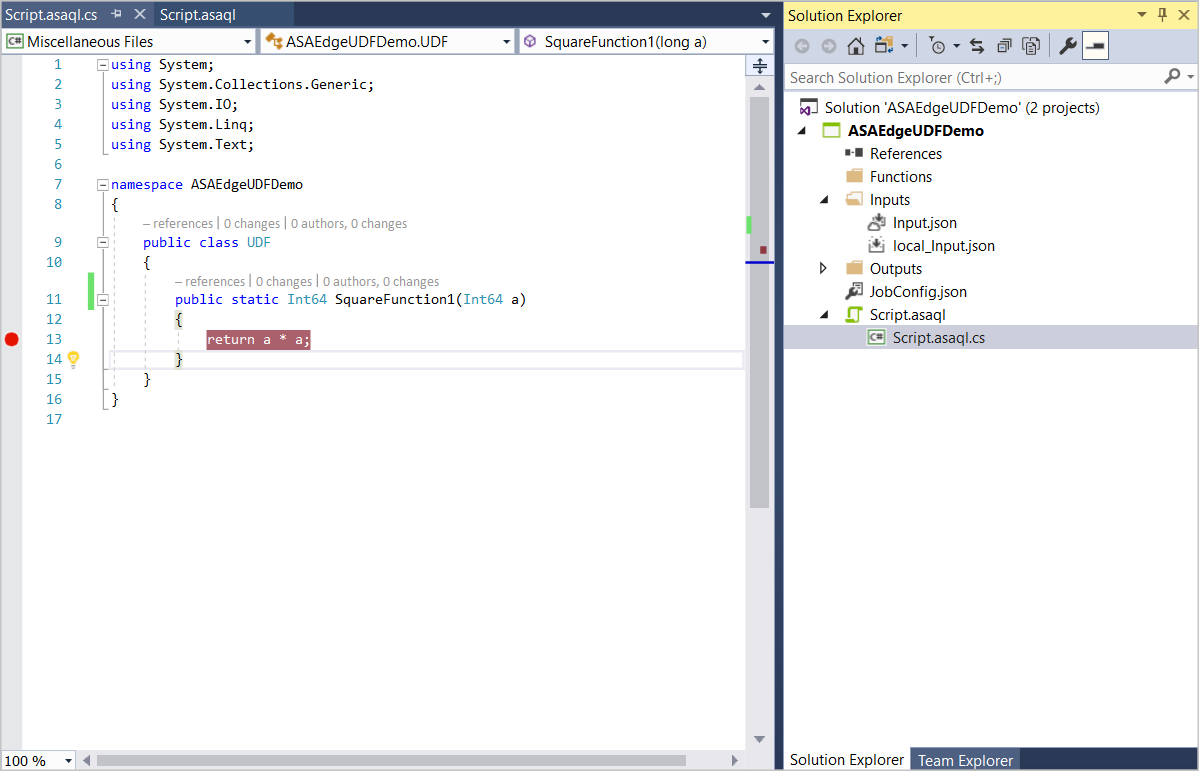 Script.asaql.cs Script.asaql
C# Miscellaneous Files ASAEdgeUDFDemo.UDF SquareFunction1(long a)
1 using System;
2 using System.Collections.Generic;
3 using System.IO;
4 using System.Linq;
5 using System.Text;
6
7 namespace ASAEdgeUDFDemo
8 {
– references | 0 changes | 0 authors, 0 changes
9 public class UDF
10 {
– references | 0 changes | 0 authors, 0 changes
11 public static Int64 SquareFunction1(Int64 a)
12 {
13 return a * a;
14 }
15 }
16 }
17
100 %
Solution Explorer
Search Solution Explorer (Ctrl+;)
Solution 'ASAEdgeUDFDemo' (2 projects)
ASAEdgeUDFDemo
References
Functions
Inputs
Input.json
local_Input.json
Outputs
JobConfig.json
Script.asaql
C# Script.asaql.cs
Solution Explorer Team Explorer